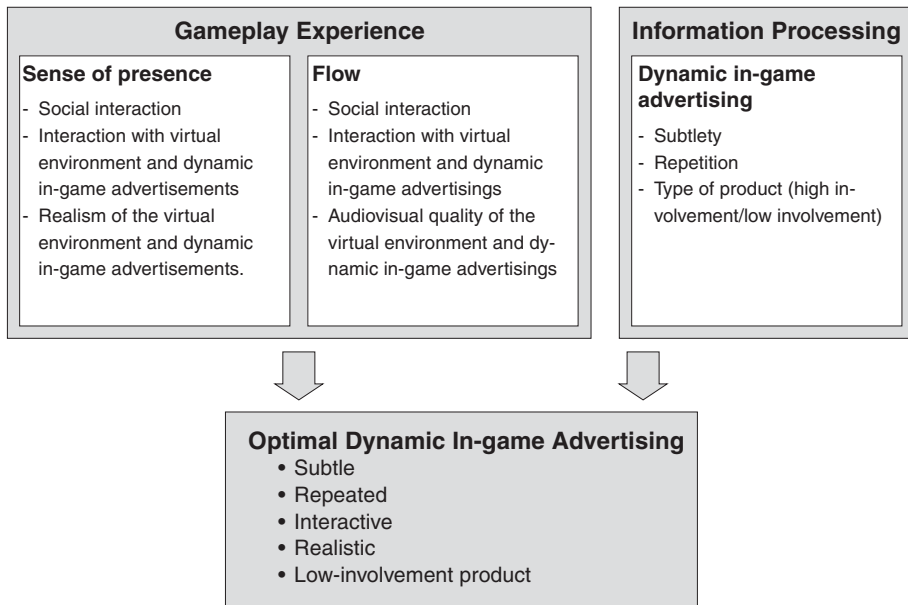 Gameplay Experience
Sense of presence
- Social interaction
- Interaction with virtual
environment and dynamic
in-game advertisements
- Realism of the virtual
environment and dynamic
in-game advertisements.
Flow
- Social interaction
- Interaction with virtual
environment and dynamic
in-game advertisings
- Audiovisual quality of the
virtual environment and dy-
namic in-game advertisings
Information Processing
Dynamic in-game
advertising
- Subtlety
- Repetition
- Type of product (high in-
volvement/low involvement)
Optimal Dynamic In-game Advertising
• Subtle
• Repeated
• Interactive
• Realistic
• Low-involvement product